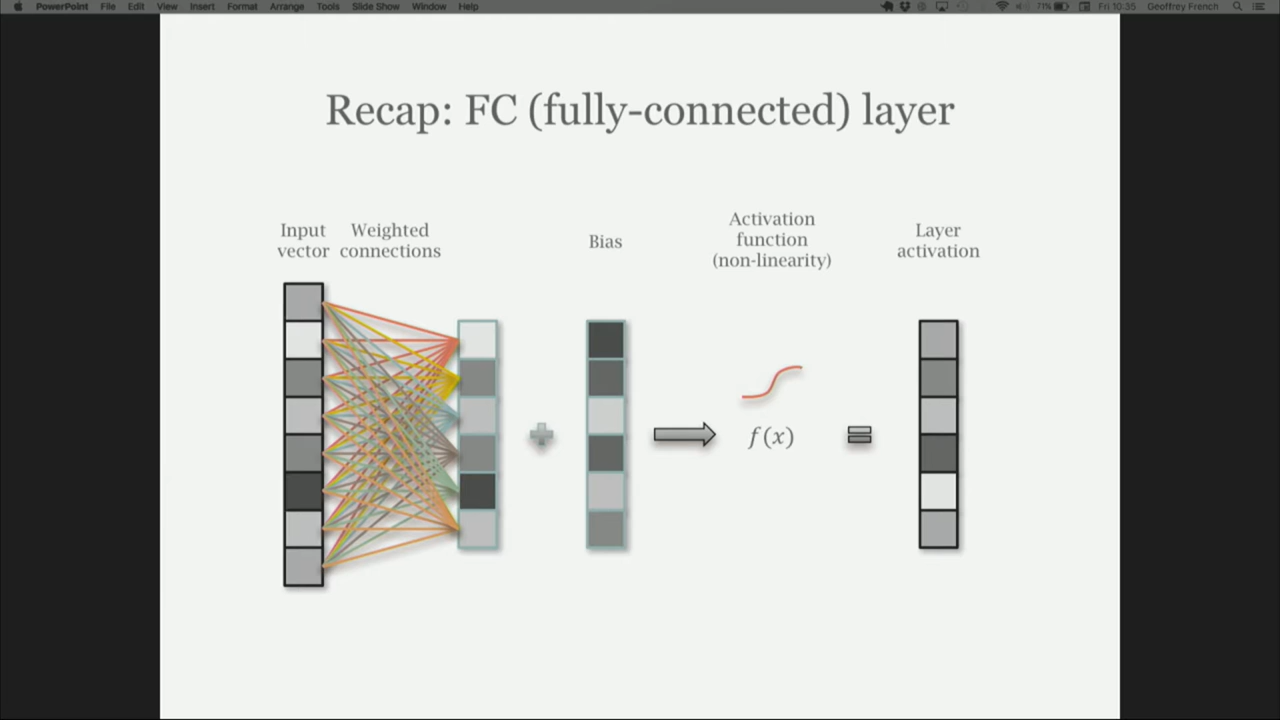 PowerPoint File Edit View Insert Format Arrange Tools Slide Show Window Help 71% Fri 10:35 Geoffrey French
Recap: FC (fully-connected) layer
Input
vector
Weighted
connections
Bias
Activation
function
(non-linearity)
Layer
activation
f(x)